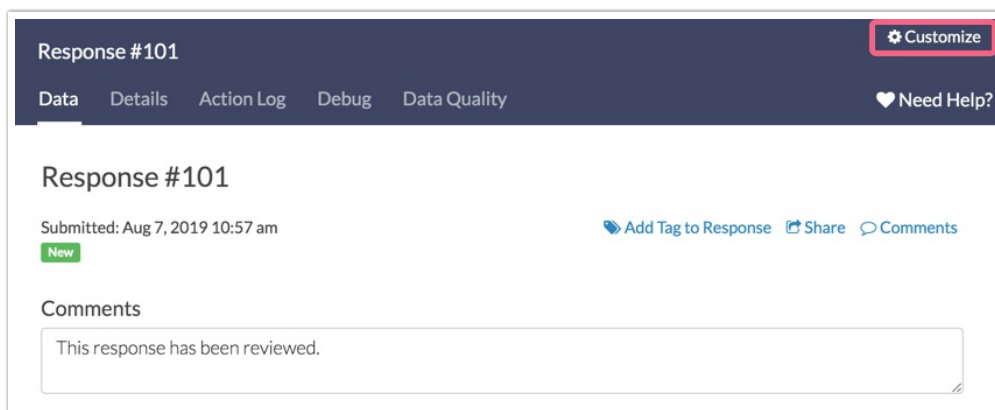 Response #101
Customize
Data Details Action Log Debug Data Quality
Need Help?
Response #101
Submitted: Aug 7, 2019 10:57 am
Add Tag to Response Share Comments
New
Comments
This response has been reviewed.